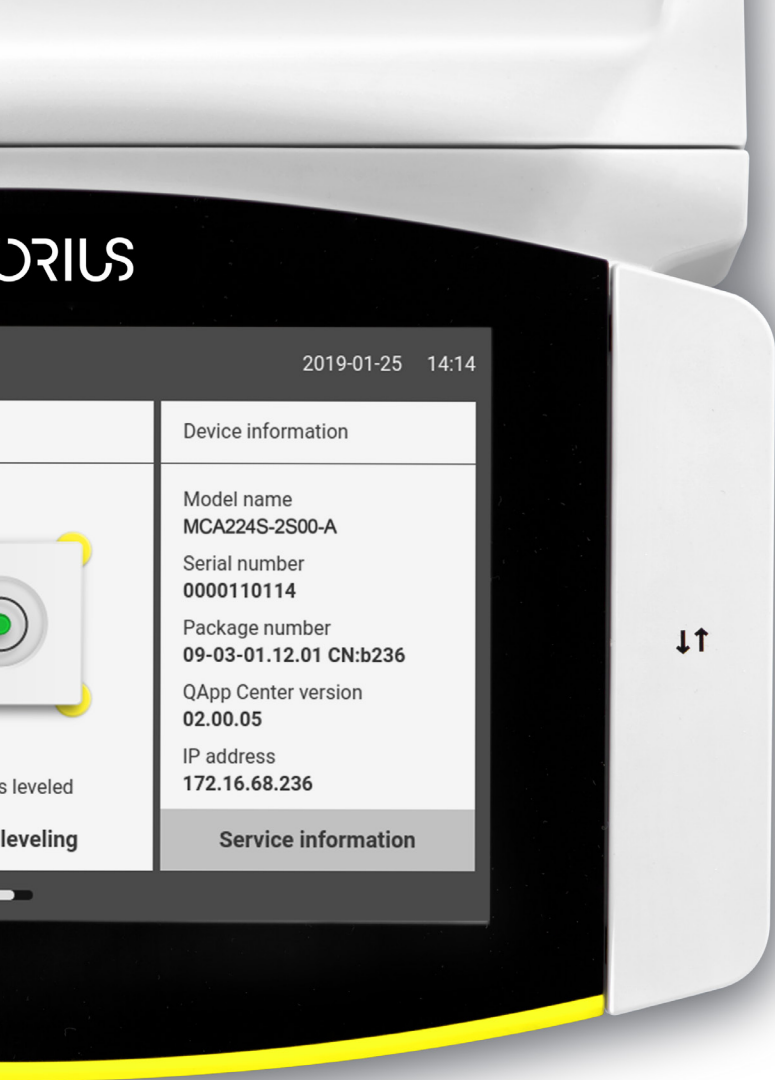 ORIUS
2019-01-25 14:14
Device information
Model name
MCA224S-2S00-A
Serial number
0000110114
Package number
09-03-01.12.01 CN:b236
QApp Center version
02.00.05
IP address
172.16.68.236
s leveled
leveling
Service information
↓↑